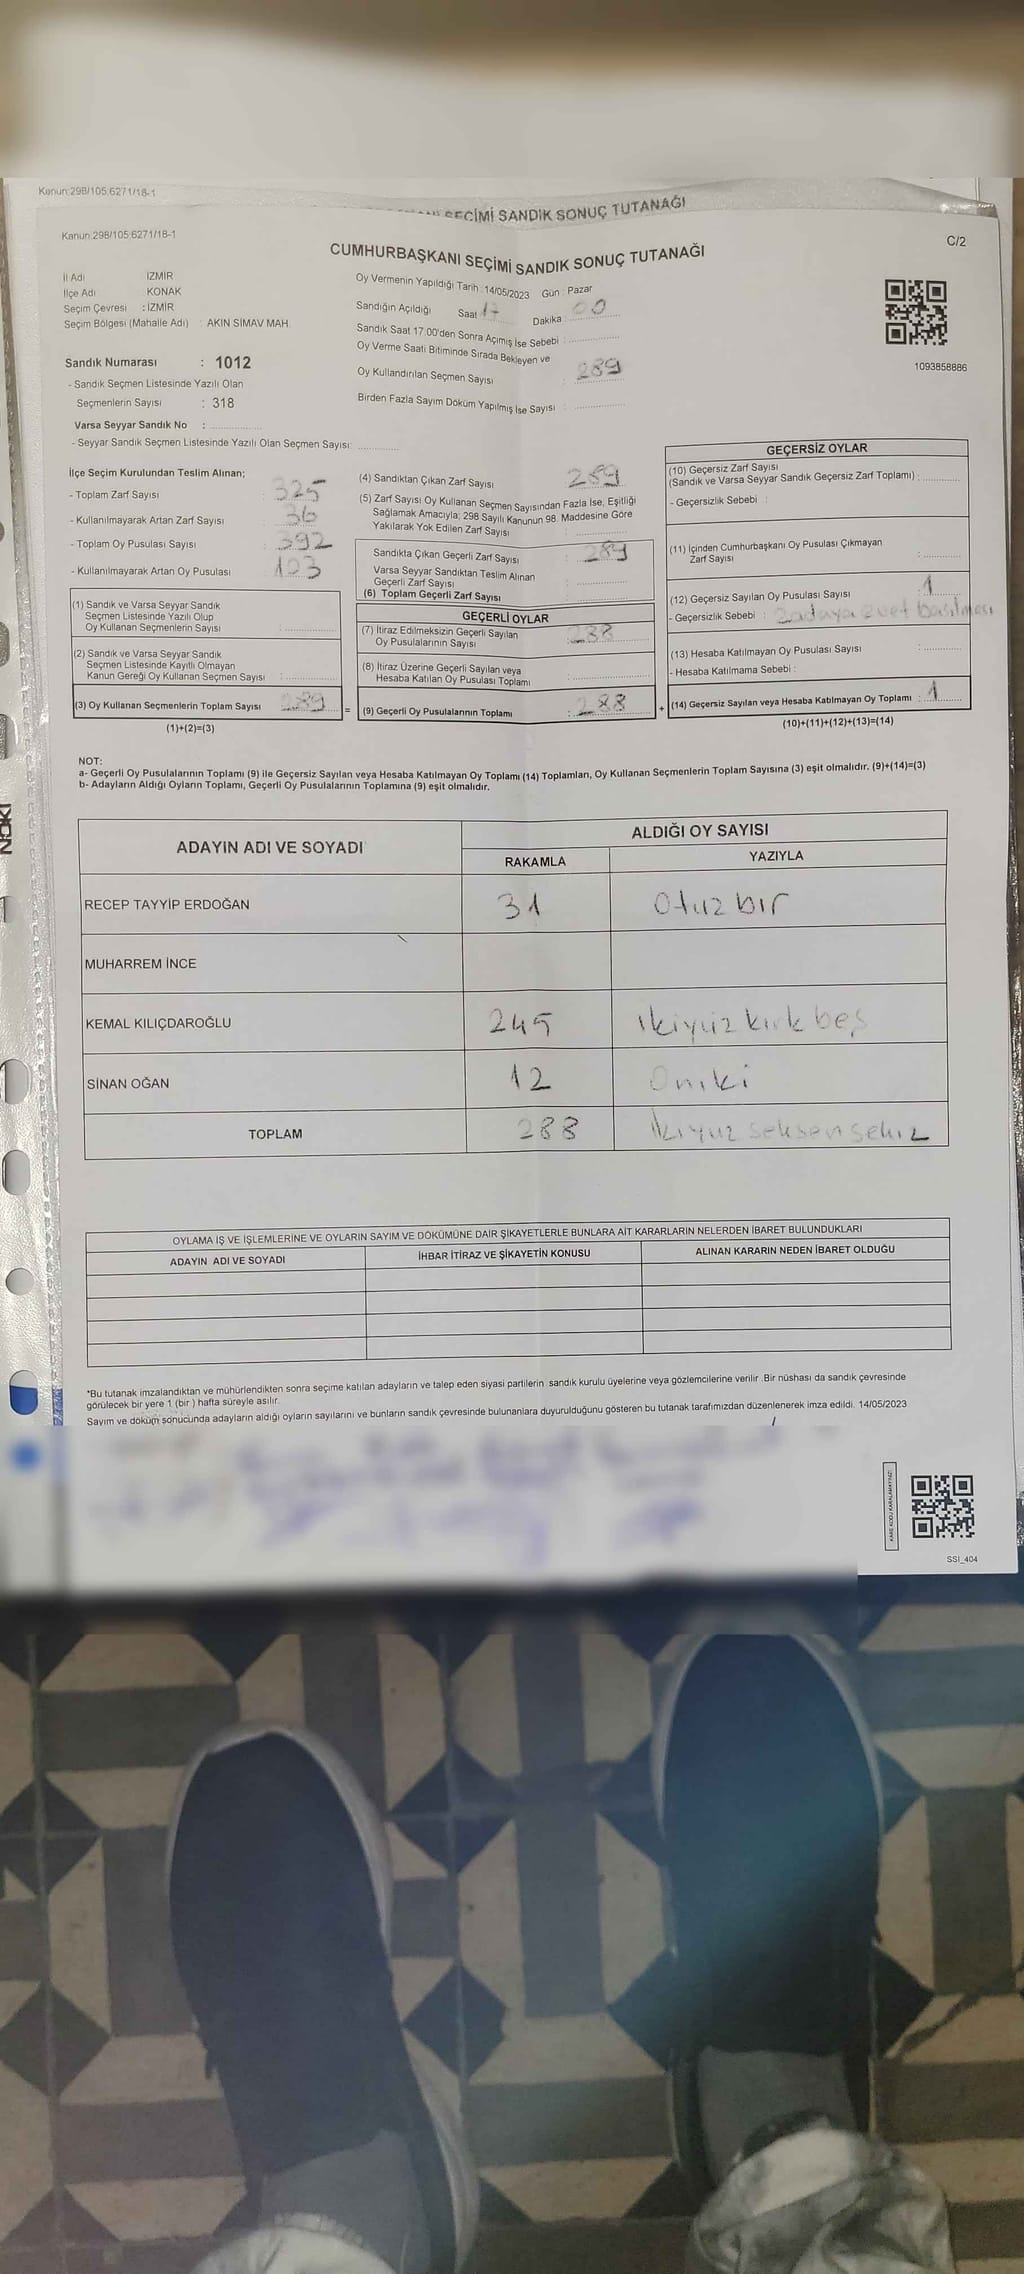 Kanun:298/105:6271/18-1
SEÇİMİ SANDIK SONUÇ TUTANAĞI
Kanun:298/105:6271/18-1
C/2
CUMHURBAŞKANI SEÇİMİ SANDIK SONUÇ TUTANAĞI
İl Adı İZMİR
İlçe Adı KONAK
Seçim Çevresi : İZMİR
Seçim Bölgesi (Mahalle Adı) : AKIN SİMAV MAH.
Sandık Numarası : 1012
- Sandık Seçmen Listesinde Yazılı Olan
Seçmenlerin Sayısı : 318
Varsa Seyyar Sandık No :
- Seyyar Sandık Seçmen Listesinde Yazılı Olan Seçmen Sayısı:
Oy Vermenin Yapıldığı Tarih : 14/05/2023 Gün : Pazar
Sandığın Açıldığı Saat 17 Dakika 00
Sandık Saat 17.00'den Sonra Açımış İse Sebebi :
Oy Verme Saati Bitiminde Sırada Bekleyen ve
Oy Kullandırılan Seçmen Sayısı : 289
Birden Fazla Sayım Döküm Yapılmış İse Sayısı :
1093858886
İlçe Seçim Kurulundan Teslim Alınan;
- Toplam Zarf Sayısı : 325
- Kullanılmayarak Artan Zarf Sayısı : 36
- Toplam Oy Pusulası Sayısı : 392
- Kullanılmayarak Artan Oy Pusulası : 103
(1) Sandık ve Varsa Seyyar Sandık
Seçmen Listesinde Yazılı Olup
Oy Kullanan Seçmenlerin Sayısı :
(2) Sandık ve Varsa Seyyar Sandık
Seçmen Listesinde Kayıtlı Olmayan
Kanun Gereği Oy Kullanan Seçmen Sayısı :
(3) Oy Kullanan Seçmenlerin Toplam Sayısı 289 =
(1)+(2)=(3)
(4) Sandıktan Çıkan Zarf Sayısı 289
(5) Zarf Sayısı Oy Kullanan Seçmen Sayısından Fazla İse, Eşitliği
Sağlamak Amacıyla; 298 Sayılı Kanunun 98. Maddesine Göre
Yakılarak Yok Edilen Zarf Sayısı :
Sandıkta Çıkan Geçerli Zarf Sayısı : 289
Varsa Seyyar Sandıktan Teslim Alınan
Geçerli Zarf Sayısı :
(6) Toplam Geçerli Zarf Sayısı :
GEÇERLİ OYLAR
(7) İtiraz Edilmeksizin Geçerli Sayılan
Oy Pusulalarının Sayısı : 288
(8) İtiraz Üzerine Geçerli Sayılan veya
Hesaba Katılan Oy Pusulası Toplamı :
(9) Geçerli Oy Pusulalarının Toplamı : 288 +
GEÇERSİZ OYLAR
(10) Geçersiz Zarf Sayısı
(Sandık ve Varsa Seyyar Sandık Geçersiz Zarf Toplamı) :
- Geçersizlik Sebebi :
(11) İçinden Cumhurbaşkanı Oy Pusulası Çıkmayan
Zarf Sayısı :
(12) Geçersiz Sayılan Oy Pusulası Sayısı : 1
- Geçersizlik Sebebi : 2 adaya evet basılması
(13) Hesaba Katılmayan Oy Pusulası Sayısı :
- Hesaba Katılmama Sebebi :
(14) Geçersiz Sayılan veya Hesaba Katılmayan Oy Toplamı : 1
(10)+(11)+(12)+(13)=(14)
NOT:
a- Geçerli Oy Pusulalarının Toplamı (9) ile Geçersiz Sayılan veya Hesaba Katılmayan Oy Toplamı (14) Toplamları, Oy Kullanan Seçmenlerin Toplam Sayısına (3) eşit olmalıdır. (9)+(14)=(3)
b- Adayların Aldığı Oyların Toplamı, Geçerli Oy Pusulalarının Toplamına (9) eşit olmalıdır.
ADAYIN ADI VE SOYADI ALDIĞI OY SAYISI
RAKAMLA YAZIYLA
RECEP TAYYİP ERDOĞAN 31 Otuz bir
MUHARREM İNCE
KEMAL KILIÇDAROĞLU 245 ikiyüz kırk beş
SİNAN OĞAN 12 Oniki
TOPLAM 288 İkiyüz seksen sekiz
OYLAMA İŞ VE İŞLEMLERİNE VE OYLARIN SAYIM VE DÖKÜMÜNE DAİR ŞİKAYETLERLE BUNLARA AİT KARARLARIN NELERDEN İBARET BULUNDUKLARI
ADAYIN ADI VE SOYADI İHBAR İTİRAZ VE ŞİKAYETİN KONUSU ALINAN KARARIN NEDEN İBARET OLDUĞU
*Bu tutanak imzalandıktan ve mühürlendikten sonra seçime katılan adayların ve talep eden siyasi partilerin sandık kurulu üyelerine veya gözlemcilerine verilir. Bir nüshası da sandık çevresinde
görülecek bir yere 1 (bir) hafta süreyle asılır.
Sayım ve döküm sonucunda adayların aldığı oyların sayılarını ve bunların sandık çevresinde bulunanlara duyurulduğunu gösteren bu tutanak tarafımızdan düzenlenerek imza edildi. 14/05/2023
KARE KODU KARALAMAYINIZ!
SSI_404